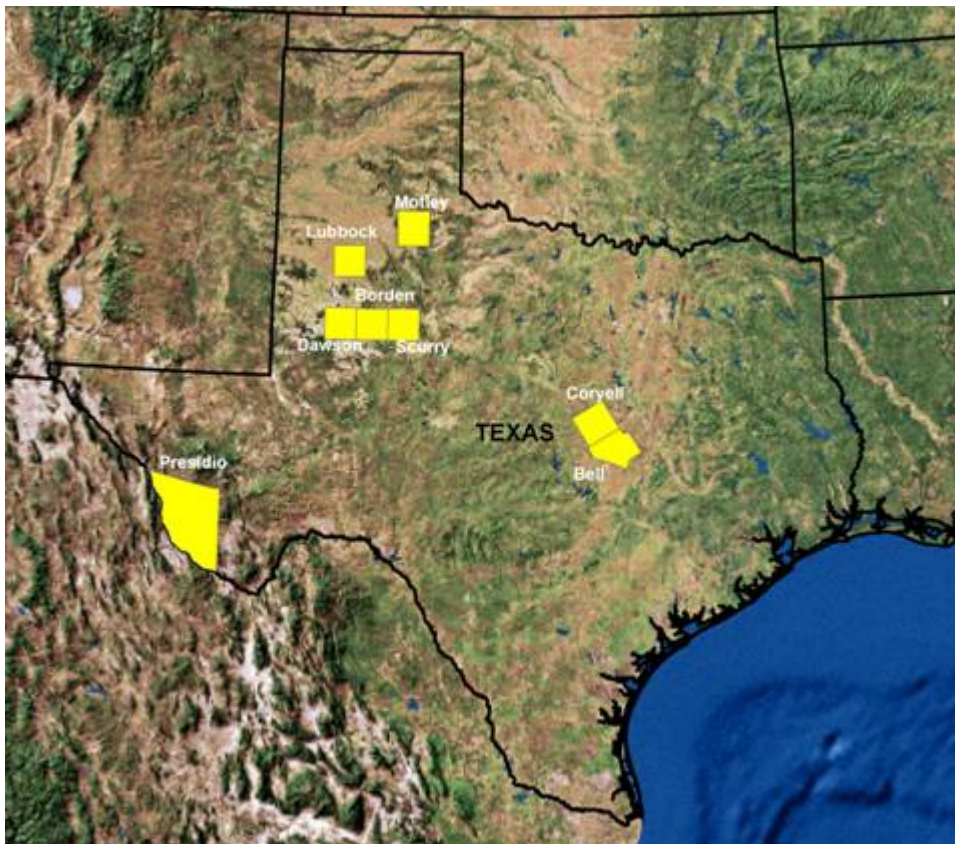 Motley
Lubbock
Borden
Dawson
Scurry
Coryell
TEXAS
Bell
Presidio